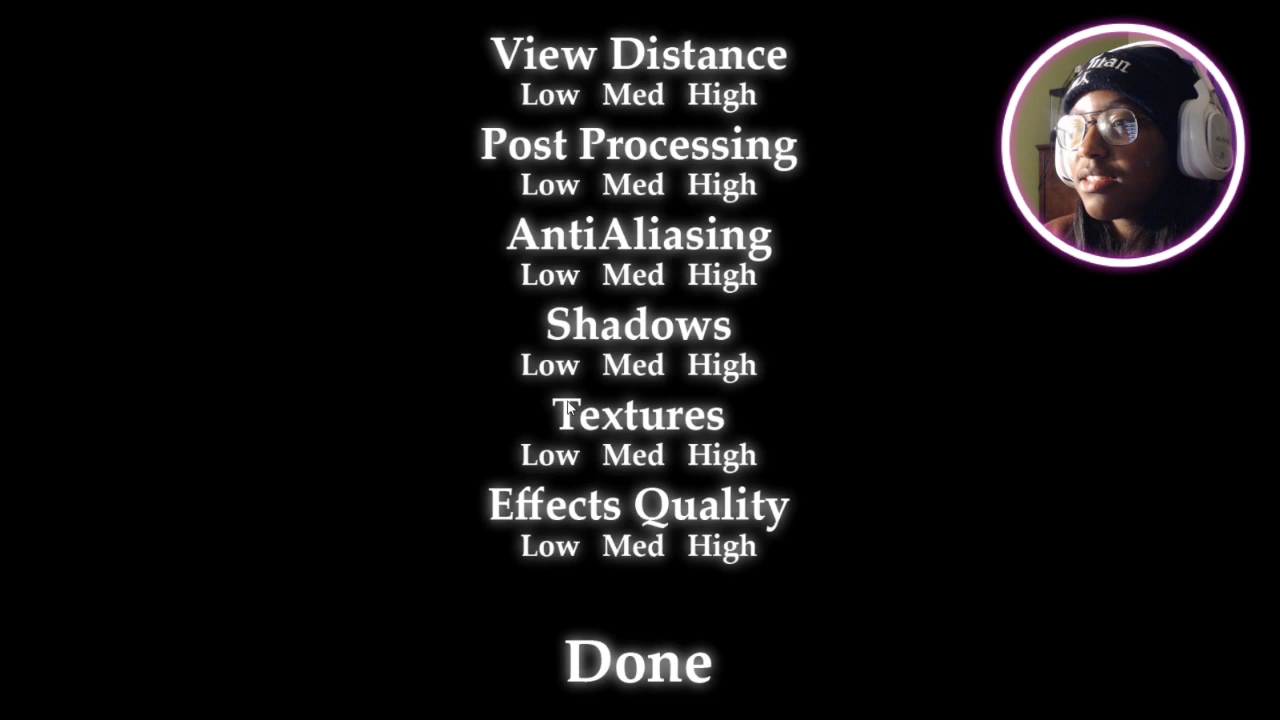 View Distance
Low Med High
Post Processing
Low Med High
AntiAliasing
Low Med High
Shadows
Low Med High
Textures
Low Med High
Effects Quality
Low Med High
Done